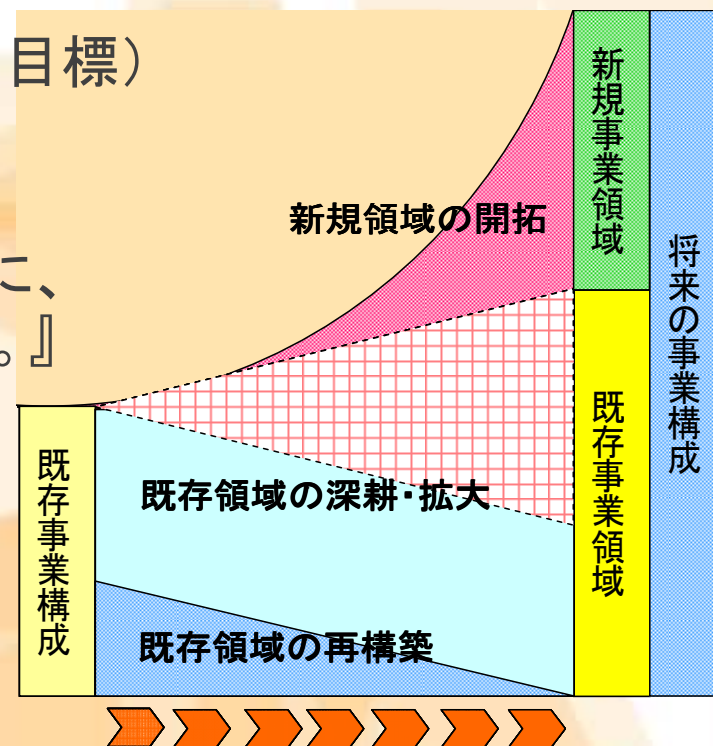 目標）
に、
。』
新規領域の開拓
既存領域の深耕・拡大
既存領域の再構築
既存事業構成
新規事業領域
既存事業領域
将来の事業構成